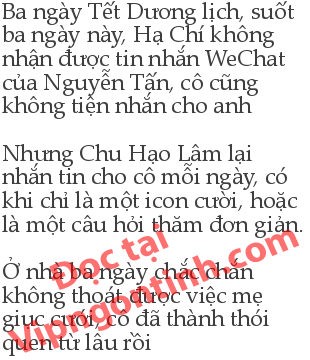 Ba ngày Tết Dương lịch, suốt
ba ngày này, Hạ Chí không
nhận được tin nhắn WeChat
của Nguyễn Tấn, cô cũng
không tiện nhắn cho anh
Nhưng Chu Hạo Lâm lại
nhắn tin cho cô mỗi ngày, có
khi chỉ là một icon cười, hoặc
là một câu hỏi thăm đơn giản.
Ở nhà ba ngày chắc chắn
không thoát được việc mẹ
giục cưới, cô đã thành thói
quen từ lâu rồi
Đọc tại
Vipngontinh.com